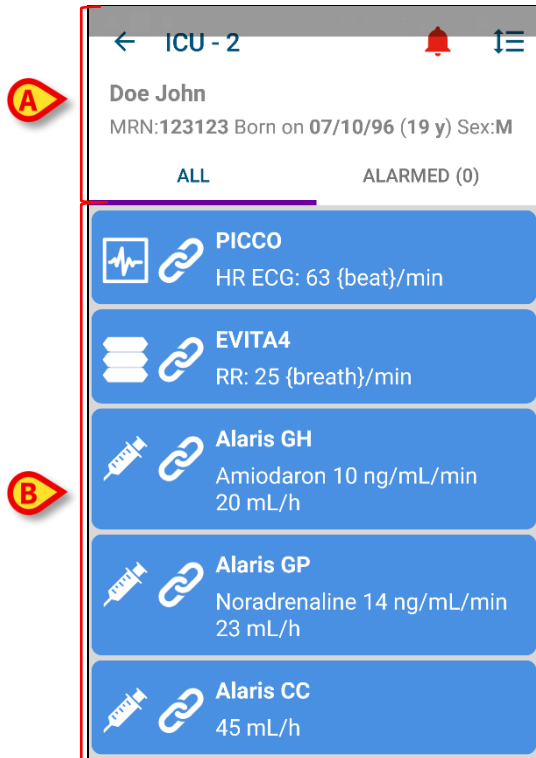 ICU - 2
A
Doe John
MRN:123123 Born on 07/10/96 (19 y) Sex:M
ALL ALARMED (0)
PICCO
HR ECG: 63 {beat}/min
EVITA4
RR: 25 {breath}/min
Alaris GH
Amiodaron 10 ng/mL/min
20 mL/h
B
Alaris GP
Noradrenaline 14 ng/mL/min
23 mL/h
Alaris CC
45 mL/h